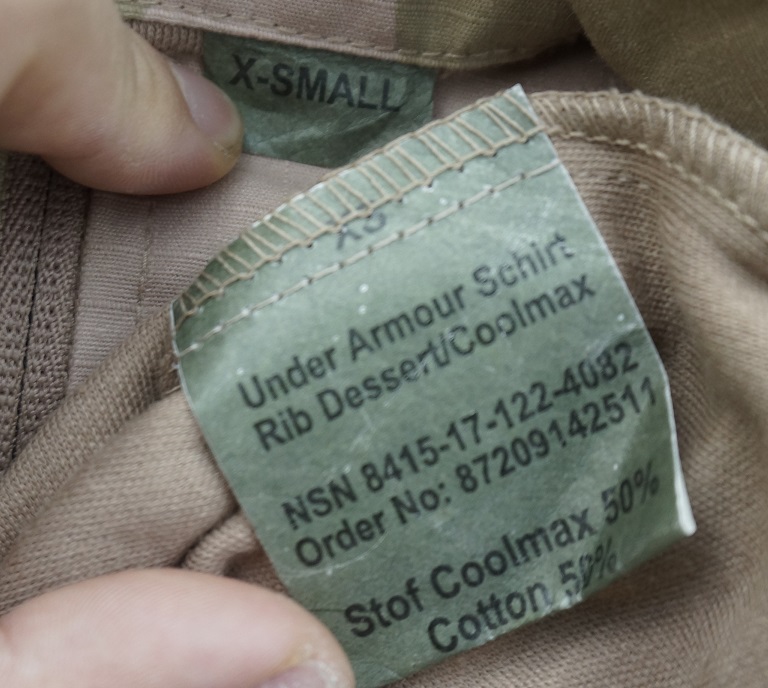 X-SMALL
XS
Under Armour Schirt
Rib Dessert/Coolmax
NSN 8415-17-122-4082
Order No: 87209142511
Stof Coolmax 50%
Cotton 50%